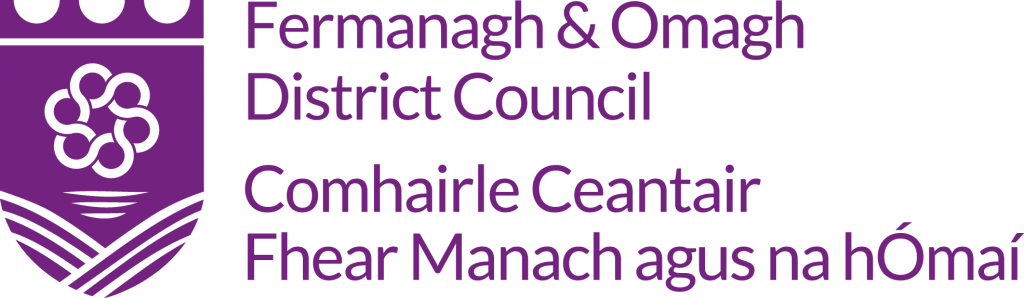 Fermanagh & Omagh
District Council
Comhairle Ceantair
Fhear Manach agus na hÓmaí